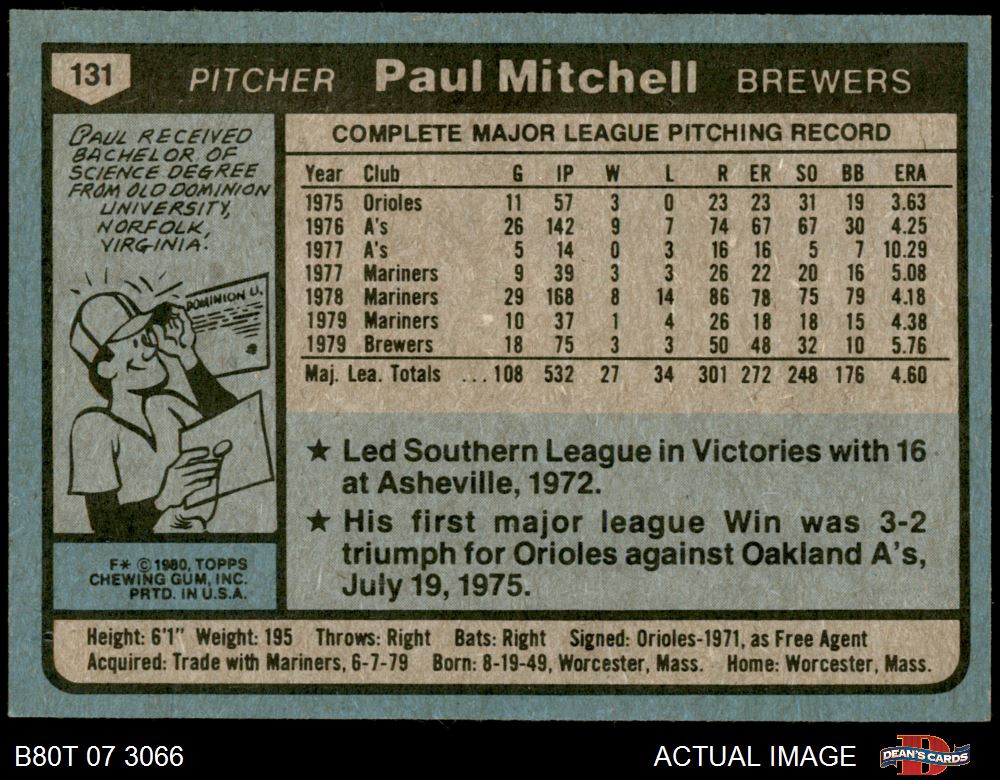 131 PITCHER Paul Mitchell BREWERS
PAUL RECEIVED
BACHELOR OF
SCIENCE DEGREE
FROM OLD DOMINION
UNIVERSITY,
NORFOLK,
VIRGINIA.
DOMINION U.
COMPLETE MAJOR LEAGUE PITCHING RECORD
Year Club G IP W L R ER SO BB ERA
1975 Orioles 11 57 3 0 23 23 31 19 3.63
1976 A's 26 142 9 7 74 67 67 30 4.25
1977 A's 5 14 0 3 16 16 5 7 10.29
1977 Mariners 9 39 3 3 26 22 20 16 5.08
1978 Mariners 29 168 8 14 86 78 75 79 4.18
1979 Mariners 10 37 1 4 26 18 18 15 4.38
1979 Brewers 18 75 3 3 50 48 32 10 5.76
Maj. Lea. Totals ... 108 532 27 34 301 272 248 176 4.60
★ Led Southern League in Victories with 16
at Asheville, 1972.
★ His first major league Win was 3-2
triumph for Orioles against Oakland A's,
July 19, 1975.
F* © 1980, TOPPS
CHEWING GUM, INC.
PRTD. IN U.S.A.
Height: 6'1" Weight: 195 Throws: Right Bats: Right Signed: Orioles-1971, as Free Agent
Acquired: Trade with Mariners, 6-7-79 Born: 8-19-49, Worcester, Mass. Home: Worcester, Mass.
B80T 07 3066 ACTUAL IMAGE DEAN'S CARDS